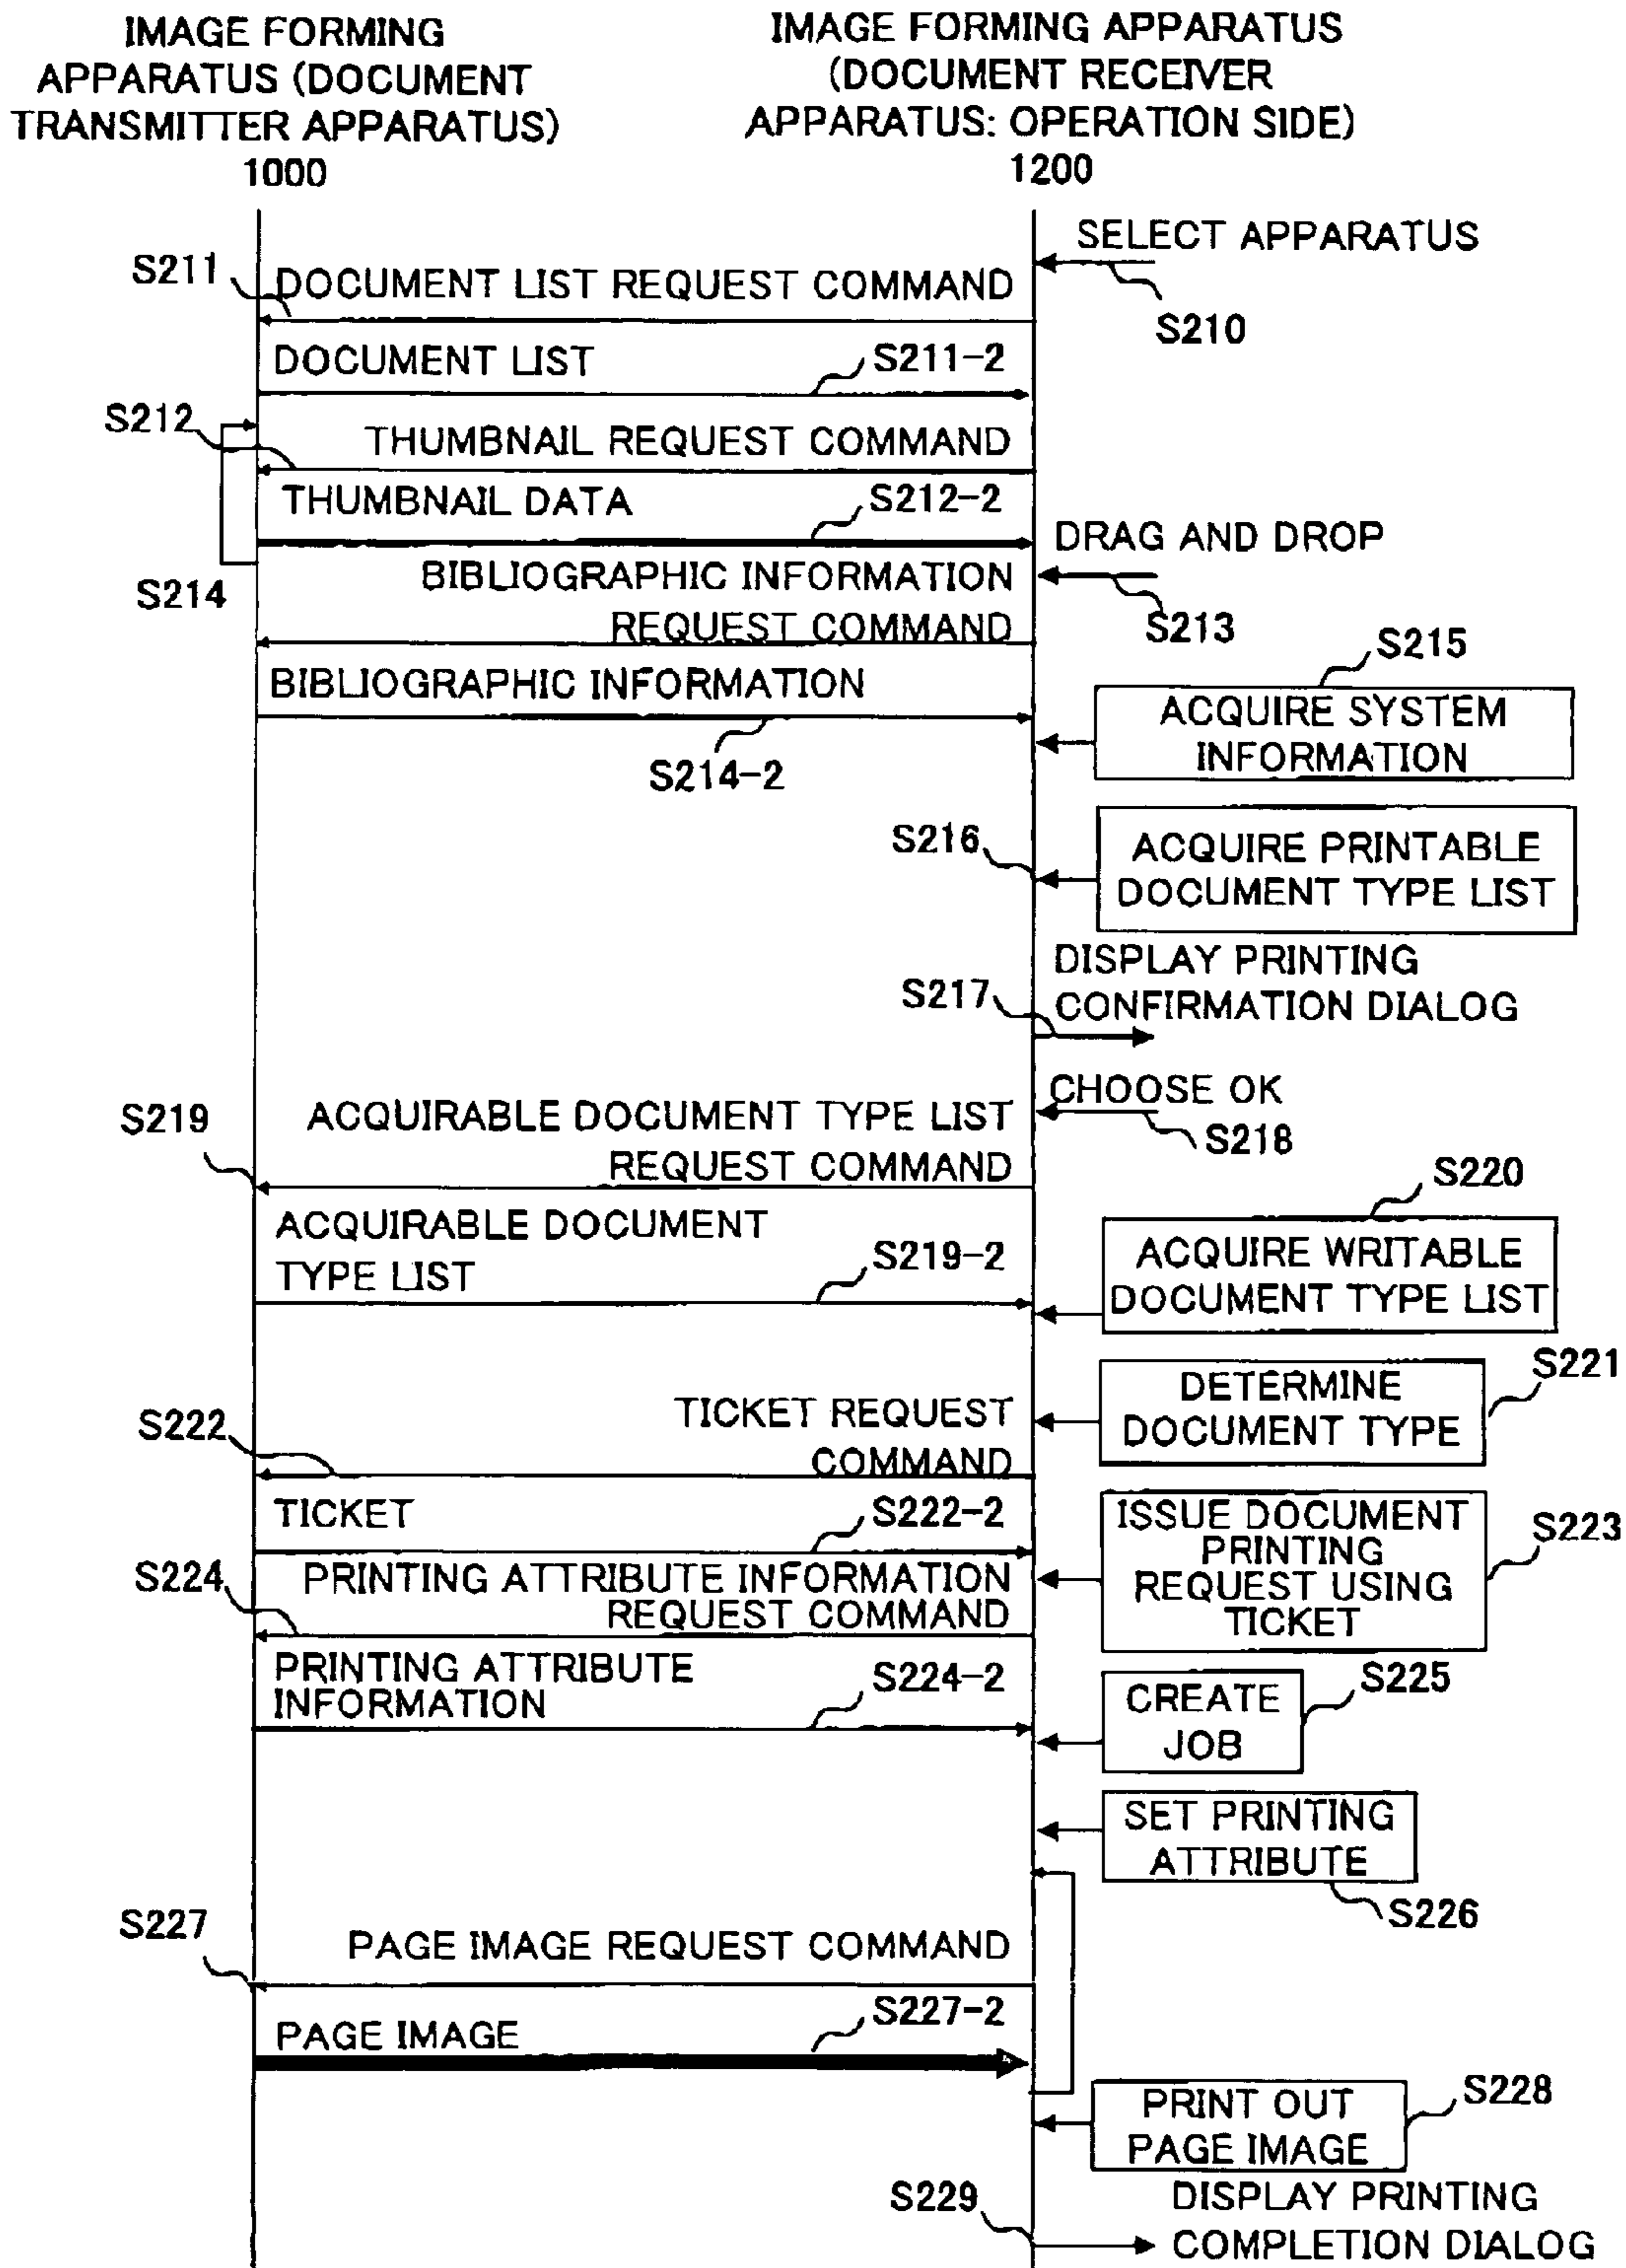 IMAGE FORMING
APPARATUS (DOCUMENT
TRANSMITTER APPARATUS)
1000
IMAGE FORMING APPARATUS
(DOCUMENT RECEIVER
APPARATUS: OPERATION SIDE)
1200
SELECT APPARATUS
S210
S211
DOCUMENT LIST REQUEST COMMAND
DOCUMENT LIST
S211-2
S212
THUMBNAIL REQUEST COMMAND
THUMBNAIL DATA
S212-2
DRAG AND DROP
S213
S214
BIBLIOGRAPHIC INFORMATION
REQUEST COMMAND
BIBLIOGRAPHIC INFORMATION
S214-2
S215
ACQUIRE SYSTEM
INFORMATION
S216
ACQUIRE PRINTABLE
DOCUMENT TYPE LIST
S217
DISPLAY PRINTING
CONFIRMATION DIALOG
CHOOSE OK
S218
S219
ACQUIRABLE DOCUMENT TYPE LIST
REQUEST COMMAND
ACQUIRABLE DOCUMENT
TYPE LIST
S219-2
S220
ACQUIRE WRITABLE
DOCUMENT TYPE LIST
S221
DETERMINE
DOCUMENT TYPE
S222
TICKET REQUEST
COMMAND
TICKET
S222-2
ISSUE DOCUMENT
PRINTING
REQUEST USING
TICKET
S223
S224
PRINTING ATTRIBUTE INFORMATION
REQUEST COMMAND
PRINTING ATTRIBUTE
INFORMATION
S224-2
CREATE
JOB
S225
SET PRINTING
ATTRIBUTE
S226
S227
PAGE IMAGE REQUEST COMMAND
PAGE IMAGE
S227-2
PRINT OUT
PAGE IMAGE
S228
S229
DISPLAY PRINTING
COMPLETION DIALOG